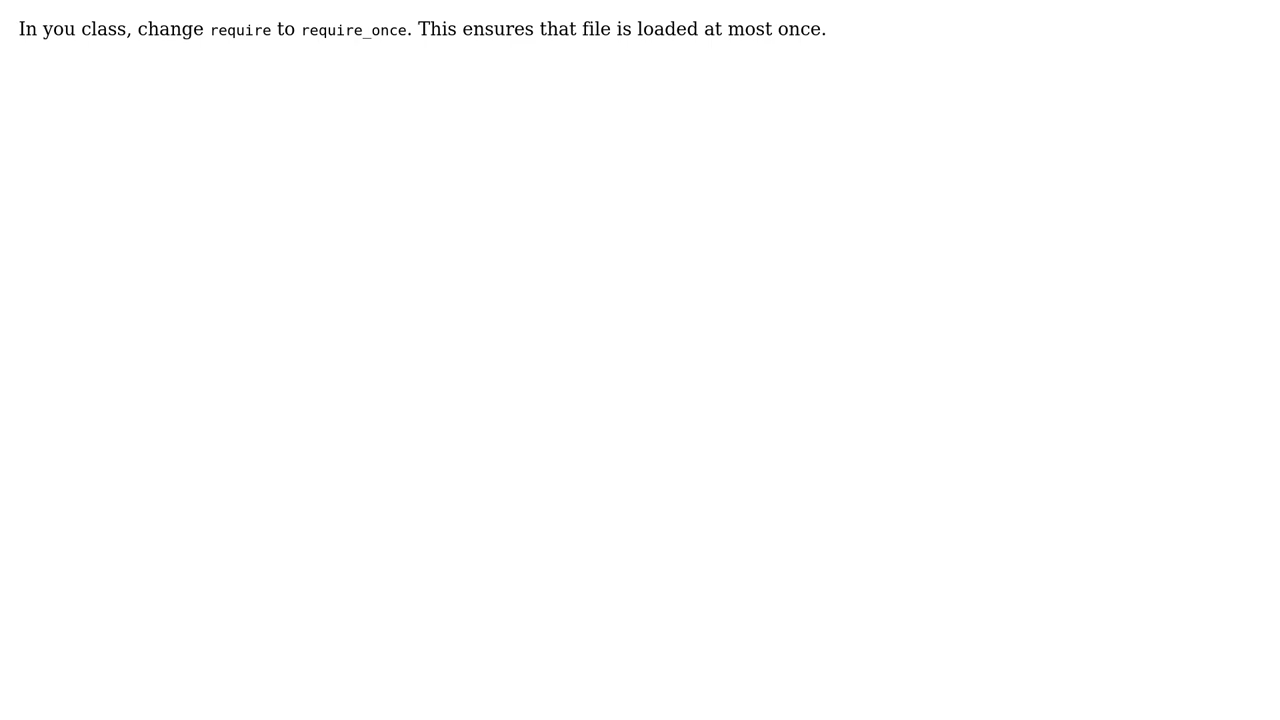 In you class, change require to require_once. This ensures that file is loaded at most once.